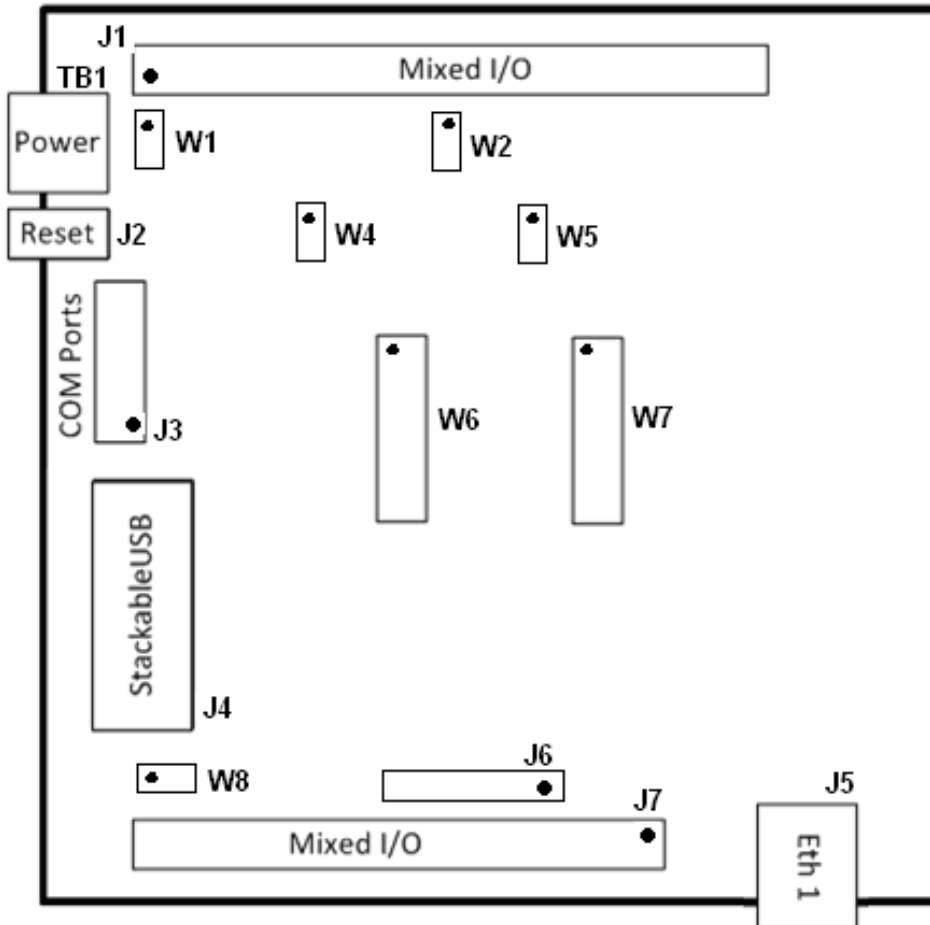 J1
Mixed I/O
TB1
Power
W1
W2
Reset
J2
W4
W5
COM Ports
J3
W6
W7
StackableUSB
J4
W8
J6
J5
J7
Mixed I/O
Eth 1